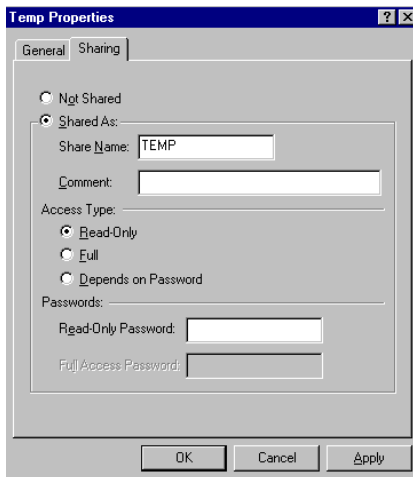 Temp Properties
General Sharing
Not Shared
Shared As:
Share Name: TEMP
Comment:
Access Type:
Read-Only
Full
Depends on Password
Passwords:
Read-Only Password:
Full Access Password:
OK Cancel Apply